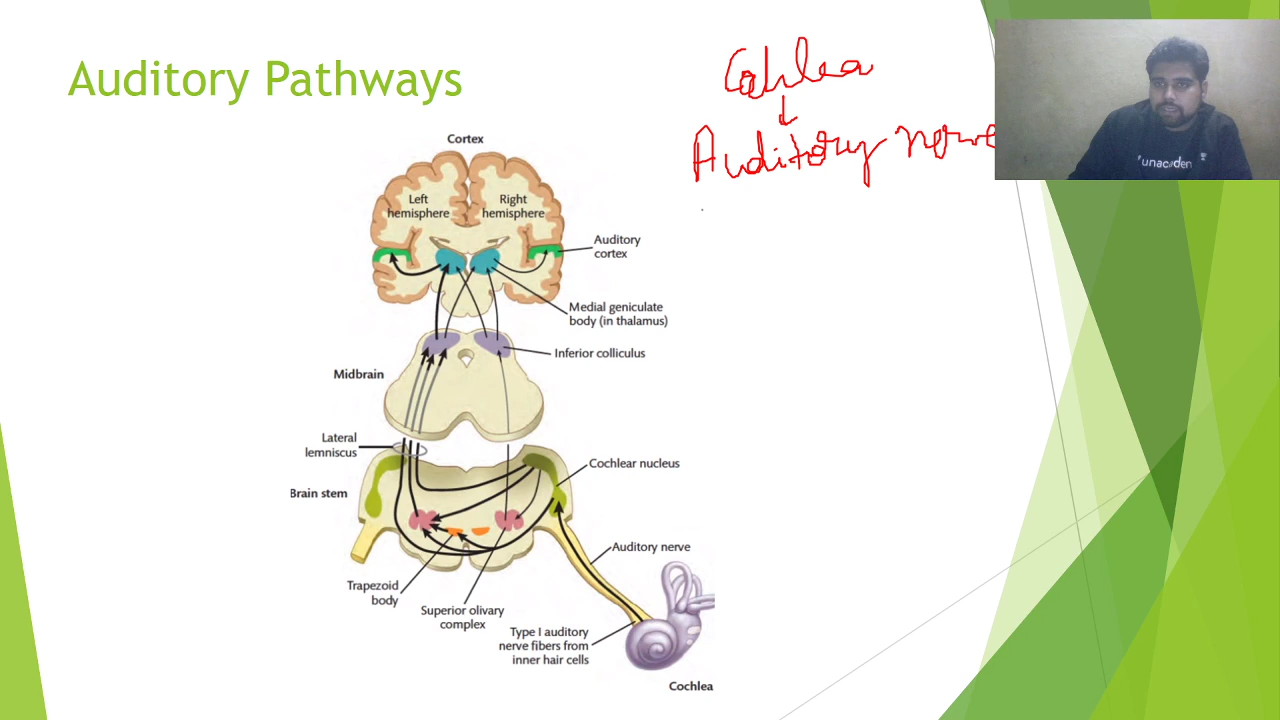 Auditory Pathways
Cohlea
Auditory nerve
Cortex
Left
hemisphere
Right
hemisphere
Auditory
cortex
Medial geniculate
body (in thalamus)
Inferior colliculus
Midbrain
Lateral
lemniscus
Cochlear nucleus
Brain stem
Auditory nerve
Trapezoid
body
Superior olivary
complex
Type I auditory
nerve fibers from
inner hair cells
Cochlea